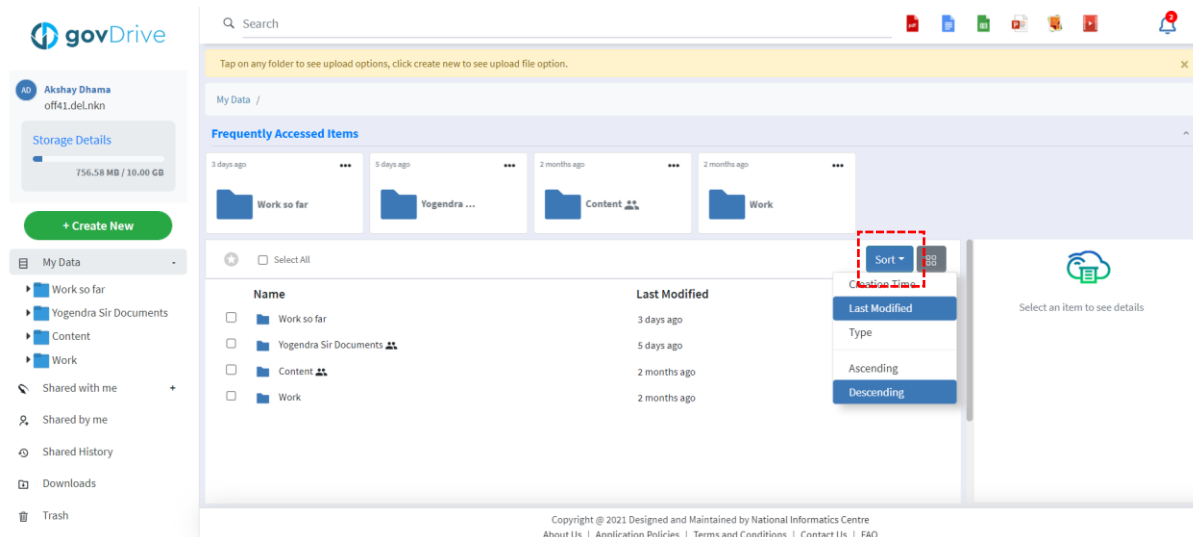 govDrive
Search
2
Tap on any folder to see upload options, click create new to see upload file option.
×
AD
Akshay Dhama
off41.del.nkn
My Data /
Storage Details
756.58 MB / 10.00 GB
Frequently Accessed Items
3 days ago
Work so far
5 days ago
Yogendra ...
2 months ago
Content
2 months ago
Work
+ Create New
My Data -
Work so far
Yogendra Sir Documents
Content
Work
Shared with me +
Shared by me
Shared History
Downloads
Trash
Select All
Sort
Name Last Modified
Work so far 3 days ago
Yogendra Sir Documents 5 days ago
Content 2 months ago
Work 2 months ago
Creation Time
Last Modified
Type
Ascending
Descending
Select an item to see details
Copyright @ 2021 Designed and Maintained by National Informatics Centre
About Us | Application Policies | Terms and Conditions | Contact Us | FAQ